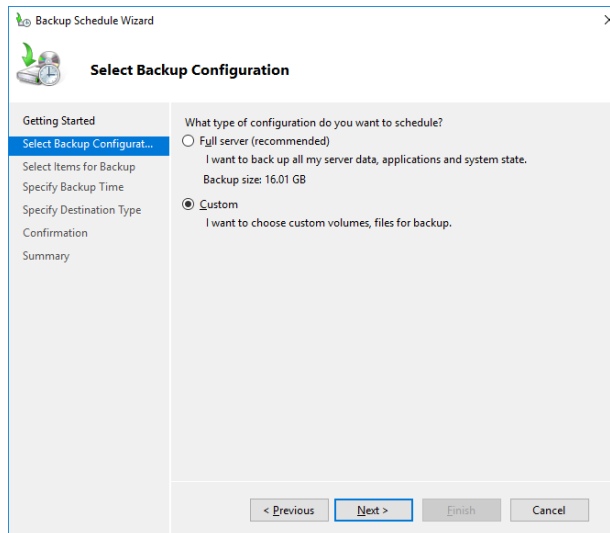 Backup Schedule Wizard
Select Backup Configuration
Getting Started
Select Backup Configurat...
Select Items for Backup
Specify Backup Time
Specify Destination Type
Confirmation
Summary
What type of configuration do you want to schedule?
Full server (recommended)
I want to back up all my server data, applications and system state.
Backup size: 16.01 GB
Custom
I want to choose custom volumes, files for backup.
< Previous
Next >
Finish
Cancel